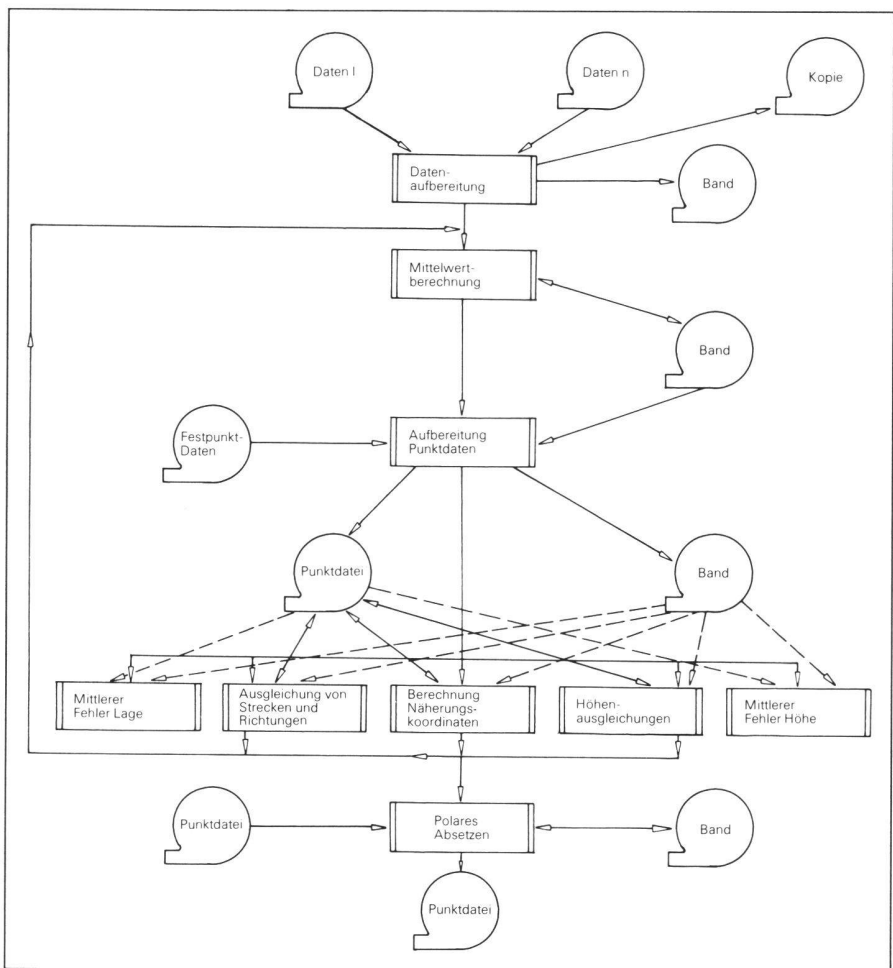 Daten I
Daten n
Kopie
Daten-
aufbereitung
Band
Mittelwert-
berechnung
Band
Festpunkt-
Daten
Aufbereitung
Punktdaten
Punktdatei
Band
Mittlerer
Fehler Lage
Ausgleichung von
Strecken und
Richtungen
Berechnung
Näherungs-
koordinaten
Höhen-
ausgleichungen
Mittlerer
Fehler Höhe
Punktdatei
Polares
Absetzen
Band
Punktdatei